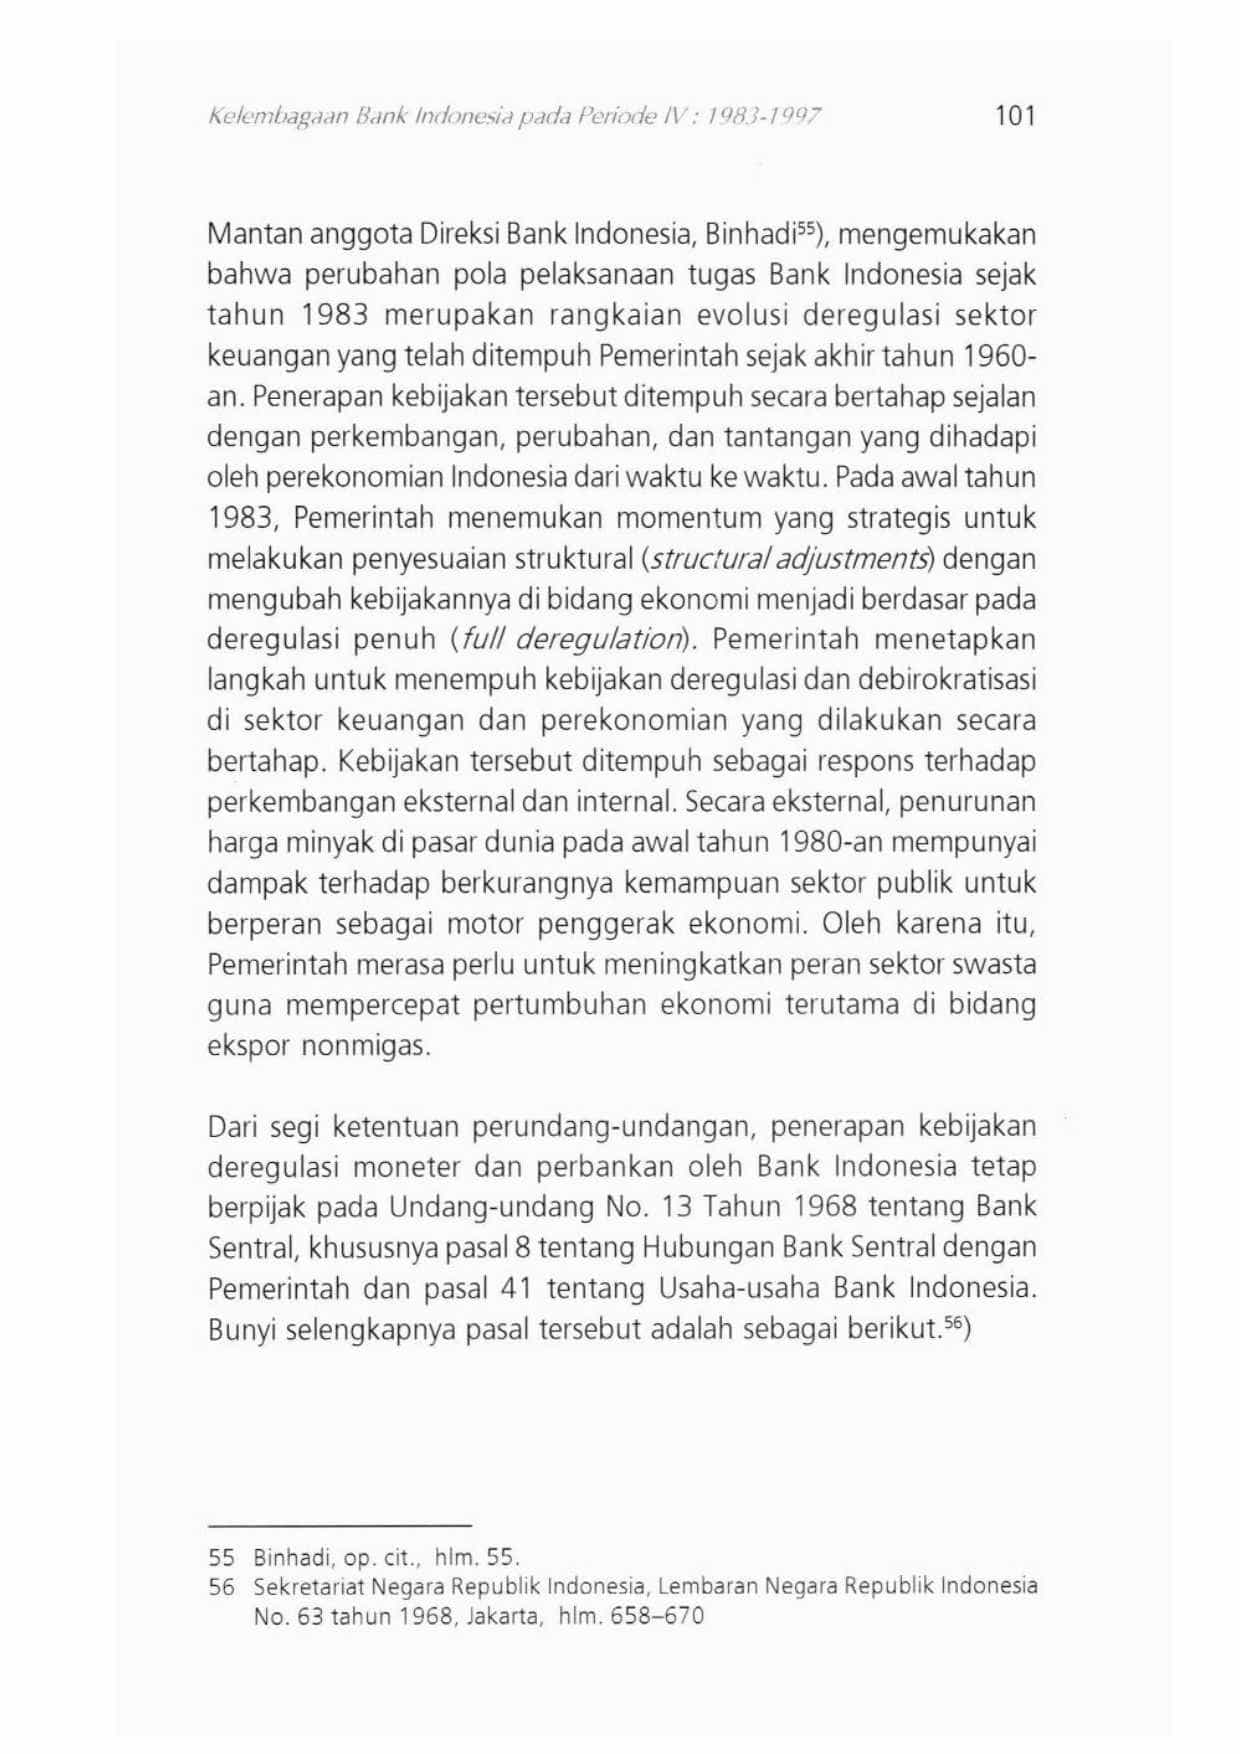 Kelembagaan Bank Indonesia pada Periode IV : 1983-1997 101
Mantan anggota Direksi Bank Indonesia, Binhadi⁵⁵), mengemukakan
bahwa perubahan pola pelaksanaan tugas Bank Indonesia sejak
tahun 1983 merupakan rangkaian evolusi deregulasi sektor
keuangan yang telah ditempuh Pemerintah sejak akhir tahun 1960-
an. Penerapan kebijakan tersebut ditempuh secara bertahap sejalan
dengan perkembangan, perubahan, dan tantangan yang dihadapi
oleh perekonomian Indonesia dari waktu ke waktu. Pada awal tahun
1983, Pemerintah menemukan momentum yang strategis untuk
melakukan penyesuaian struktural (structural adjustments) dengan
mengubah kebijakannya di bidang ekonomi menjadi berdasar pada
deregulasi penuh (full deregulation). Pemerintah menetapkan
langkah untuk menempuh kebijakan deregulasi dan debirokratisasi
di sektor keuangan dan perekonomian yang dilakukan secara
bertahap. Kebijakan tersebut ditempuh sebagai respons terhadap
perkembangan eksternal dan internal. Secara eksternal, penurunan
harga minyak di pasar dunia pada awal tahun 1980-an mempunyai
dampak terhadap berkurangnya kemampuan sektor publik untuk
berperan sebagai motor penggerak ekonomi. Oleh karena itu,
Pemerintah merasa perlu untuk meningkatkan peran sektor swasta
guna mempercepat pertumbuhan ekonomi terutama di bidang
ekspor nonmigas.
Dari segi ketentuan perundang-undangan, penerapan kebijakan
deregulasi moneter dan perbankan oleh Bank Indonesia tetap
berpijak pada Undang-undang No. 13 Tahun 1968 tentang Bank
Sentral, khususnya pasal 8 tentang Hubungan Bank Sentral dengan
Pemerintah dan pasal 41 tentang Usaha-usaha Bank Indonesia.
Bunyi selengkapnya pasal tersebut adalah sebagai berikut.⁵⁶)
55 Binhadi, op. cit., hlm. 55.
56 Sekretariat Negara Republik Indonesia, Lembaran Negara Republik Indonesia
No. 63 tahun 1968, Jakarta, hlm. 658–670